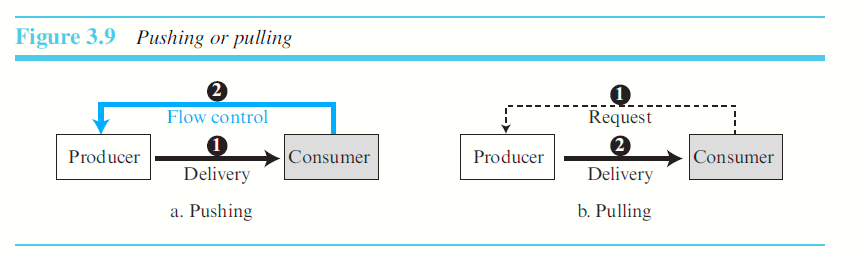 Figure 3.9 Pushing or pulling
2
Flow control
Producer
1
Delivery
Consumer
a. Pushing
1
Request
Producer
2
Delivery
Consumer
b. Pulling